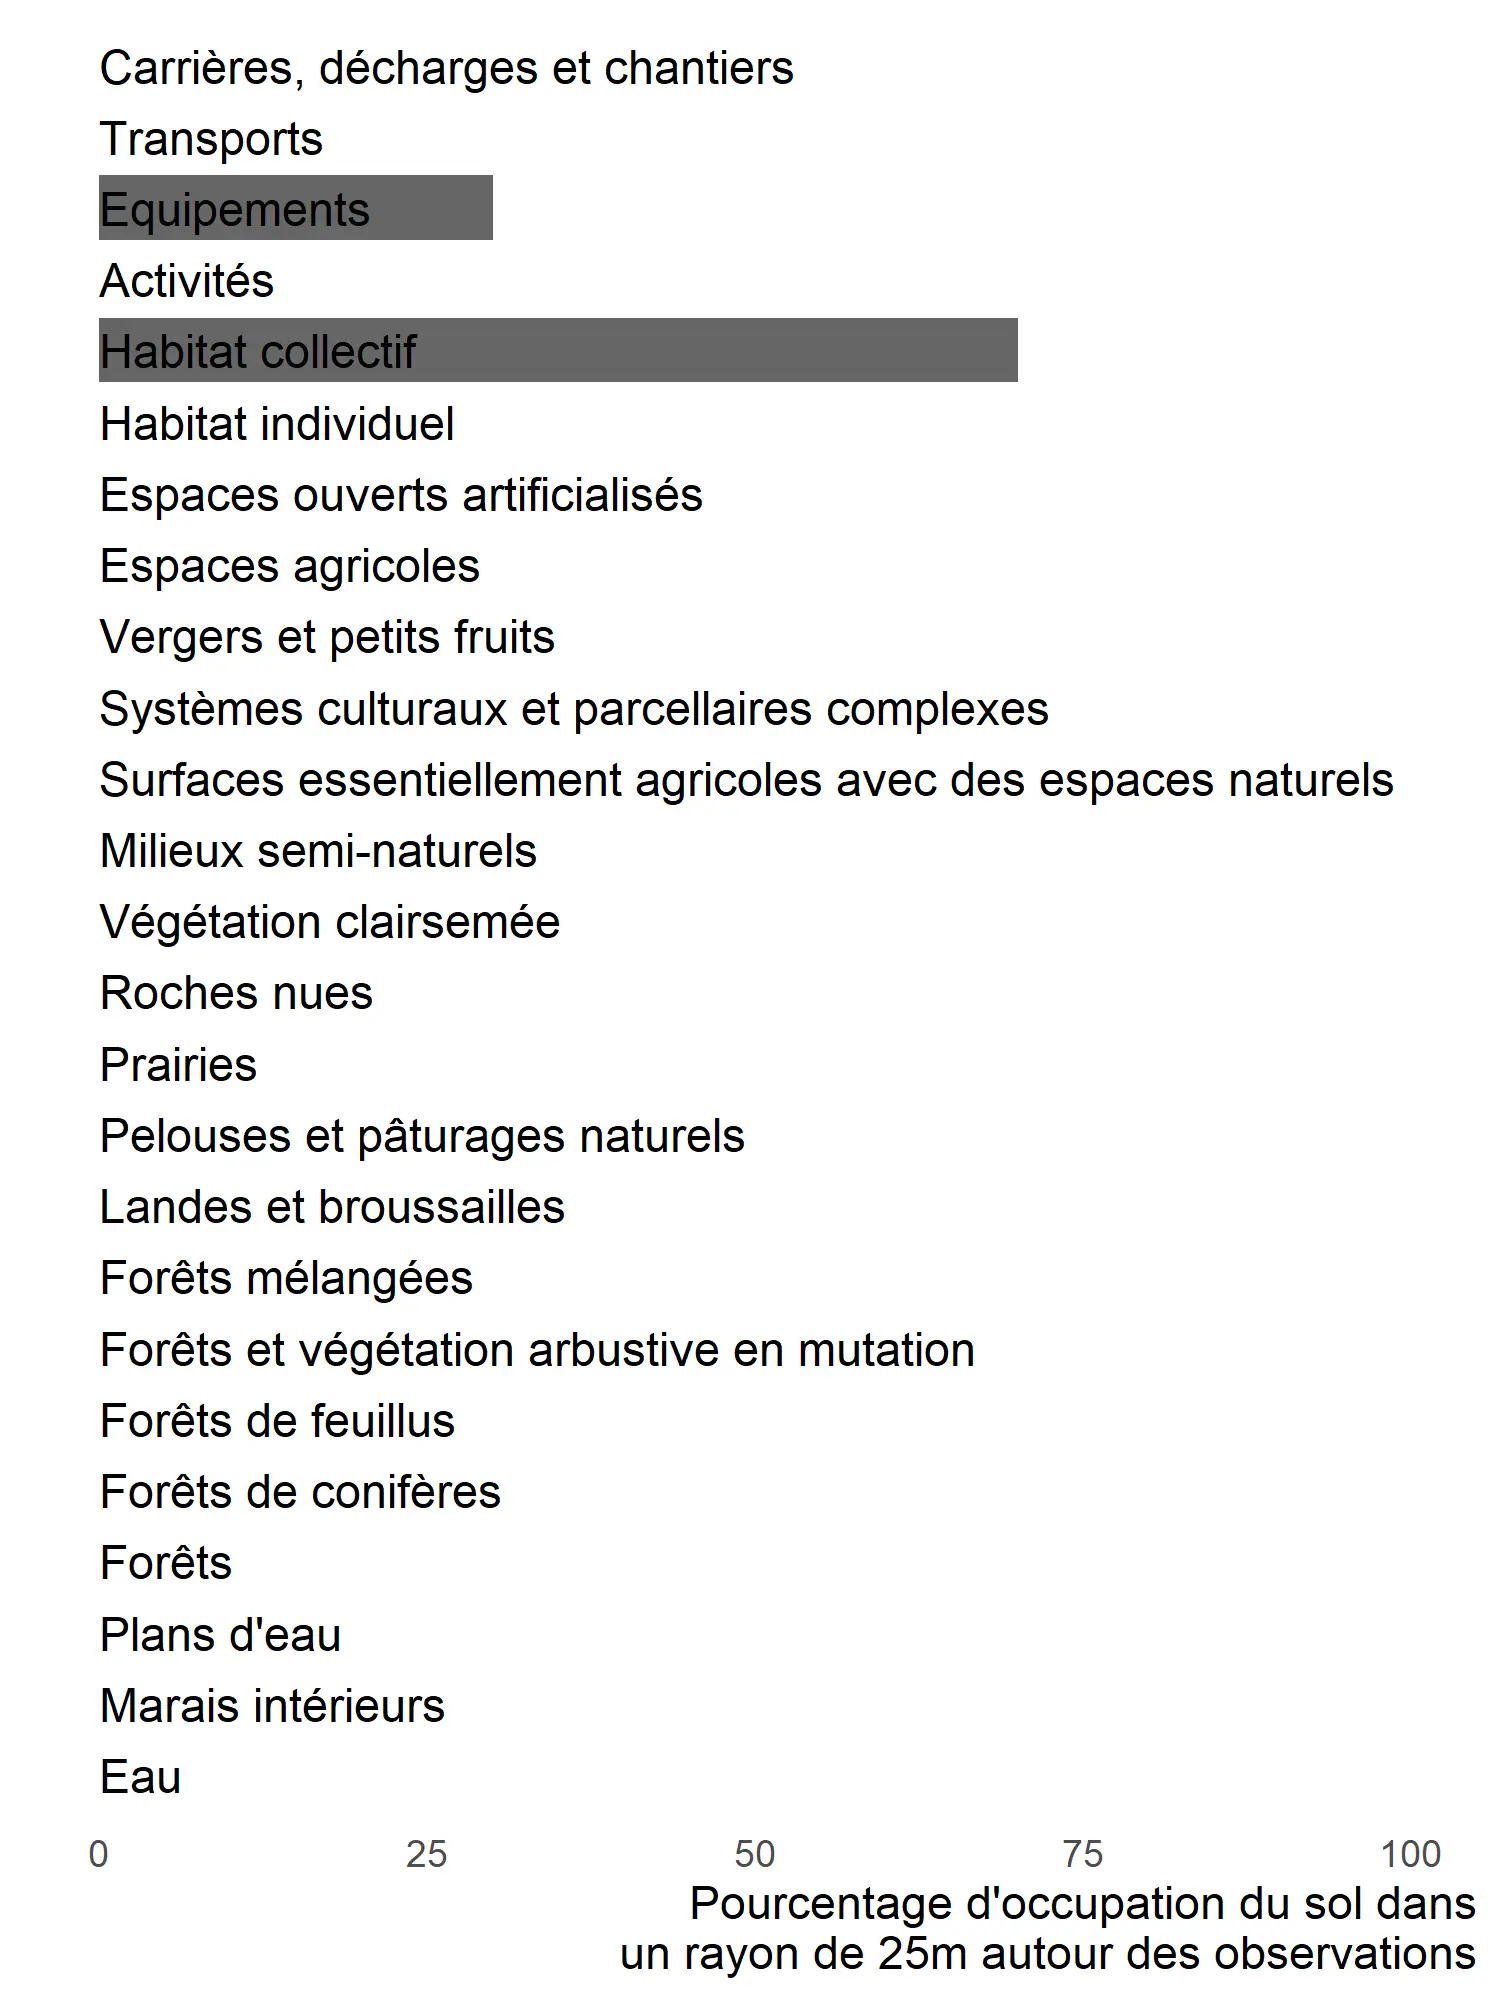 Carrières, décharges et chantiers
Transports
Equipements
Activités
Habitat collectif
Habitat individuel
Espaces ouverts artificialisés
Espaces agricoles
Vergers et petits fruits
Systèmes culturaux et parcellaires complexes
Surfaces essentiellement agricoles avec des espaces naturels
Milieux semi-naturels
Végétation clairsemée
Roches nues
Prairies
Pelouses et pâturages naturels
Landes et broussailles
Forêts mélangées
Forêts et végétation arbustive en mutation
Forêts de feuillus
Forêts de conifères
Forêts
Plans d'eau
Marais intérieurs
Eau
0 25 50 75 100
Pourcentage d'occupation du sol dans
un rayon de 25m autour des observations